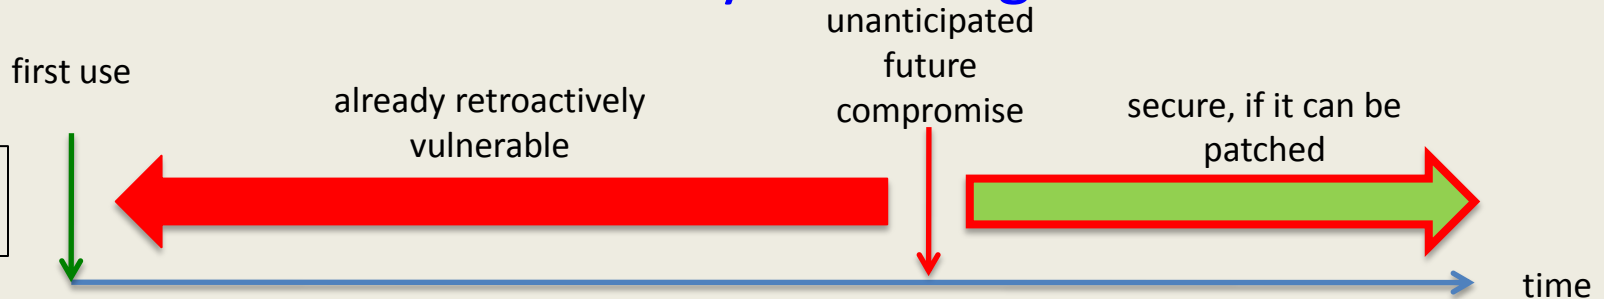 unanticipated
future
compromise
first use
already retroactively
vulnerable
secure, if it can be
patched
time